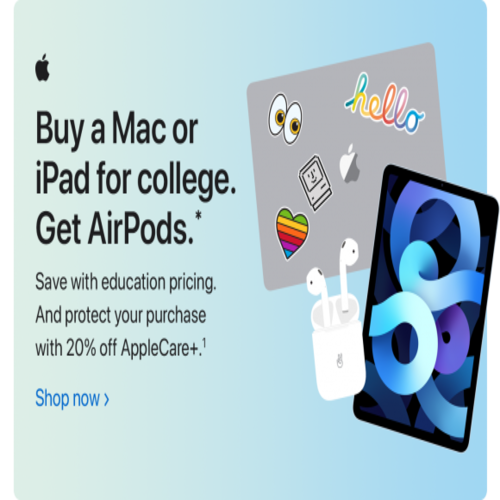 Buy a Mac or
iPad for college.
Get AirPods.*
Save with education pricing.
And protect your purchase
with 20% off AppleCare+.¹
Shop now ›
hello